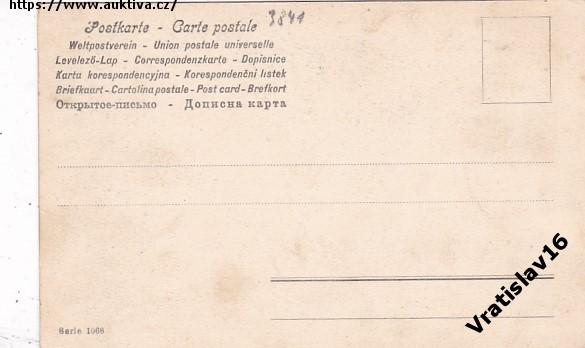 https://www.auktiva.cz/
3841
Postkarte - Carte postale
Weltpostverein - Union postale universelle
Levelező-Lap - Correspondenzkarte - Dopisnice
Karta korespondencyjna - Korespondenční lístek
Briefkaart - Cartolina postale - Post card - Brefkort
Открытое-письмо - Дописна карта
Serie 1068
Vratislav16